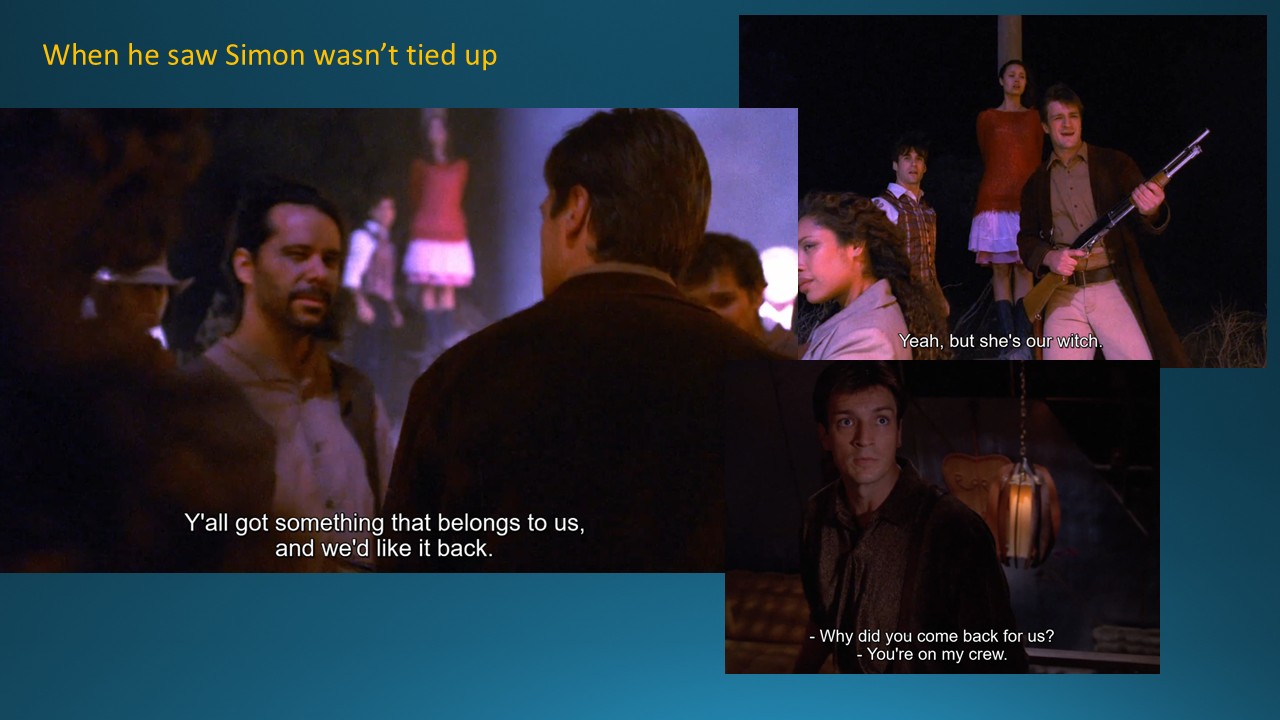 When he saw Simon wasn’t tied up
Yeah, but she's our witch.
Y'all got something that belongs to us,
and we'd like it back.
- Why did you come back for us?
- You're on my crew.